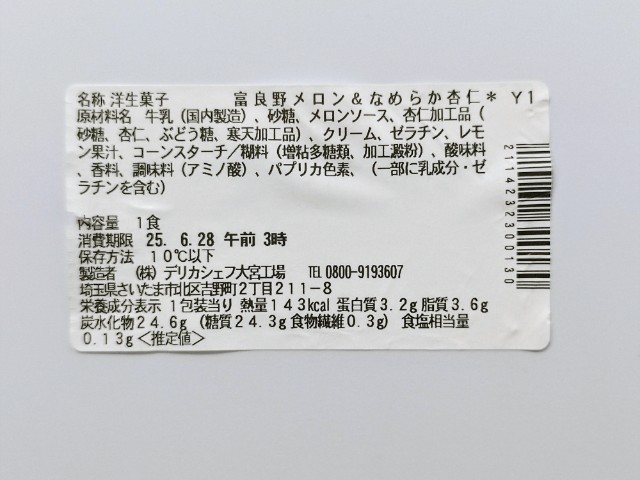 名称 洋生菓子 富良野メロン＆なめらか杏仁＊ Y1
原材料名 牛乳（国内製造）、砂糖、メロンソース、杏仁加工品（
砂糖、杏仁、ぶどう糖、寒天加工品）、クリーム、ゼラチン、レモ
ン果汁、コーンスターチ／糊料（増粘多糖類、加工澱粉）、酸味料
、香料、調味料（アミノ酸）、パプリカ色素、（一部に乳成分・ゼ
ラチンを含む）
内容量 1食
消費期限 25. 6.28 午前 3時
保存方法 10℃以下
製造者 （株）デリカシェフ大宮工場 TEL 0800-9193607
埼玉県さいたま市北区吉野町2丁目211-8
栄養成分表示 1包装当り 熱量143kcal 蛋白質3.2g 脂質3.6g
炭水化物24.6g（糖質24.3g 食物繊維0.3g） 食塩相当量
0.13g＜推定値＞
2114232300130